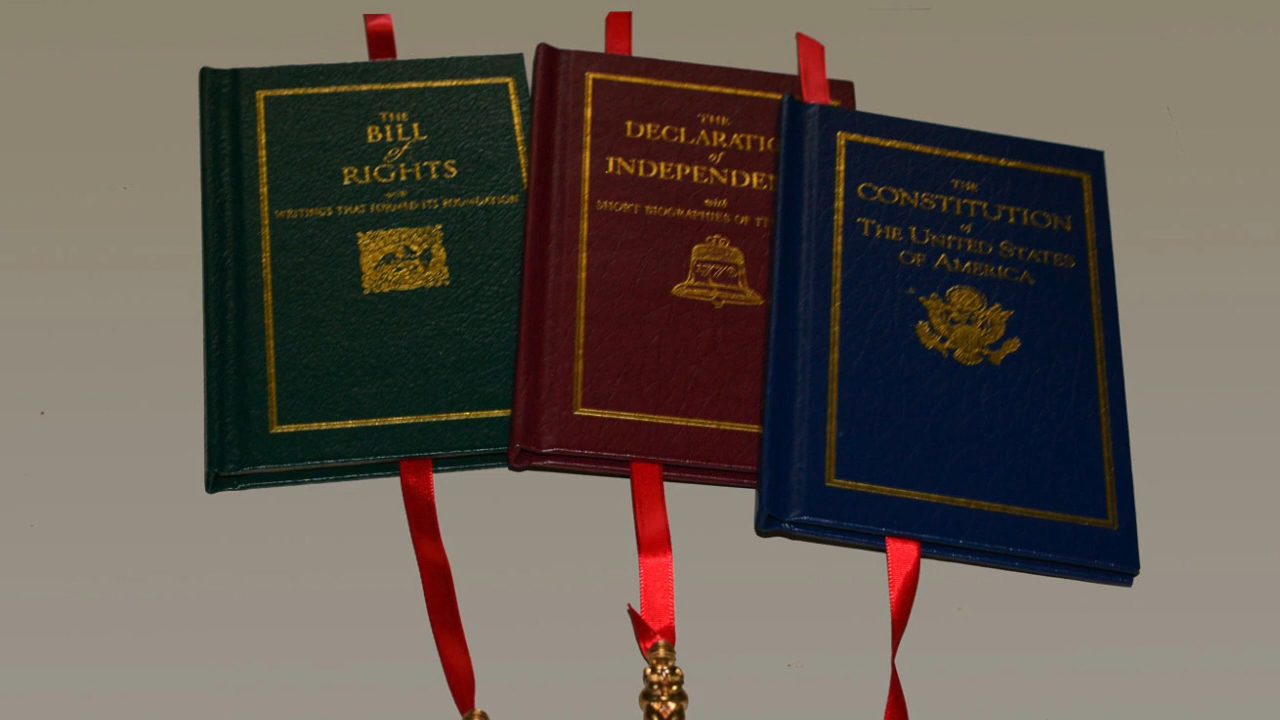 THE
BILL
of
RIGHTS
with
WRITINGS THAT FORMED ITS FOUNDATION
THE
DECLARATIO
of
INDEPENDEN
with
SHORT BIOGRAPHIES OF
1776
THE
CONSTITUTION
of
THE UNITED STATES
OF AMERICA